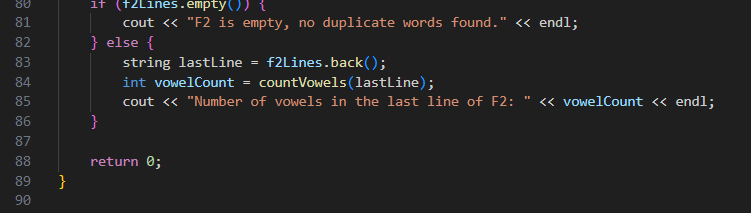 80 if (f2Lines.empty()) {
81 cout << "F2 is empty, no duplicate words found." << endl;
82 } else {
83 string lastLine = f2Lines.back();
84 int vowelCount = countVowels(lastLine);
85 cout << "Number of vowels in the last line of F2: " << vowelCount << endl;
86 }
87
88 return 0;
89 }
90